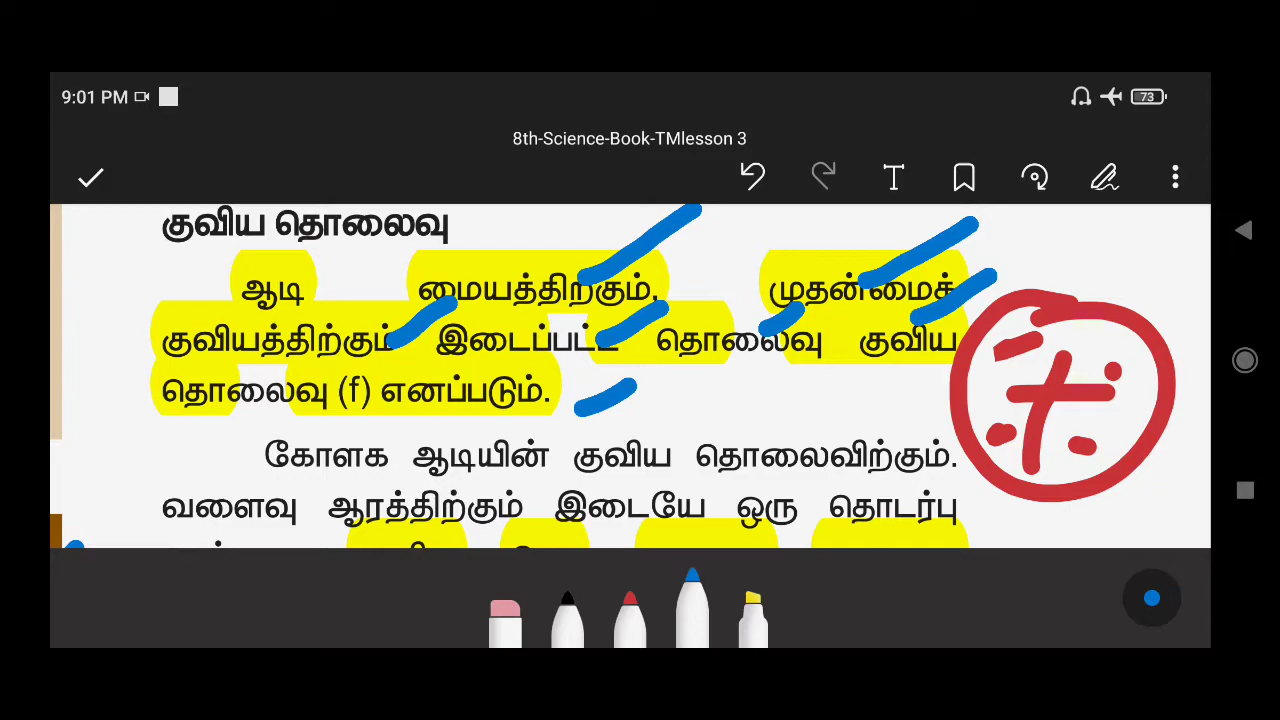 9:01 PM
73
8th-Science-Book-TMlesson 3
குவிய தொலைவு
ஆடி மையத்திற்கும், முதன்மைக்
குவியத்திற்கும் இடைப்பட்ட தொலைவு குவிய
தொலைவு (f) எனப்படும்.
கோளக ஆடியின் குவிய தொலைவிற்கும்.
வளைவு ஆரத்திற்கும் இடையே ஒரு தொடர்பு